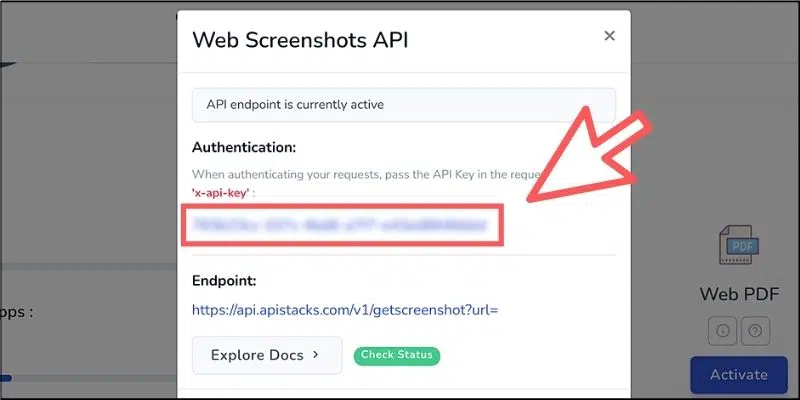 Web Screenshots API
×
API endpoint is currently active
Authentication:
When authenticating your requests, pass the API Key in the reque
'x-api-key' :
Endpoint:
https://api.apistacks.com/v1/getscreenshot?url=
Explore Docs >
Check Status
pps :
PDF
Web PDF
Activate